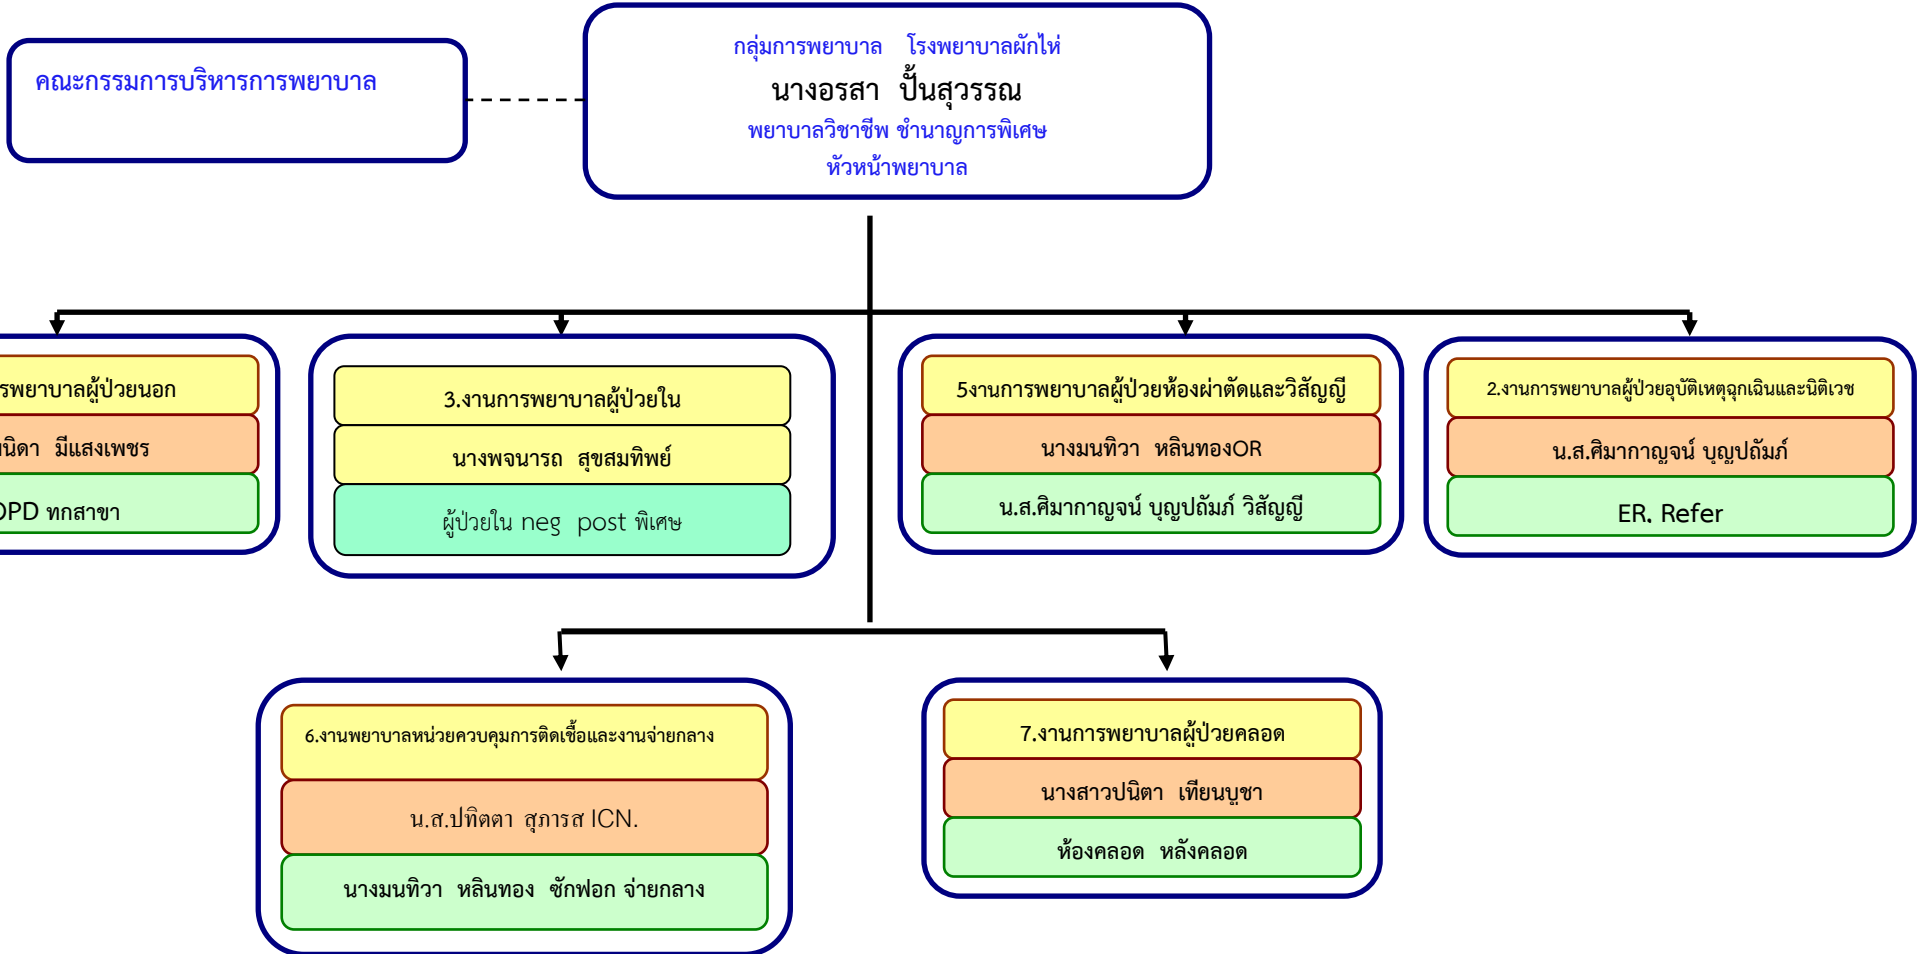 คณะกรรมการบริหารการพยาบาล
กลุ่มการพยาบาล โรงพยาบาลผักไห่
นางอรสา ปั้นสุวรรณ
พยาบาลวิชาชีพ ชำนาญการพิเศษ
หัวหน้าพยาบาล
รพยาบาลผู้ป่วยนอก
นิดา มีแสงเพชร
OPD ทกสาขา
3.งานการพยาบาลผู้ป่วยใน
นางพจนารถ สุขสมทิพย์
ผู้ป่วยใน neg post พิเศษ
5งานการพยาบาลผู้ป่วยห้องผ่าตัดและวิสัญญี
นางมนทิวา หลินทองOR
น.ส.ศิมากาญจน์ บุญปถัมภ์ วิสัญญี
2.งานการพยาบาลผู้ป่วยอุบัติเหตุฉุกเฉินและนิติเวช
น.ส.ศิมากาญจน์ บุญปถัมภ์
ER, Refer
6.งานพยาบาลหน่วยควบคุมการติดเชื้อและงานจ่ายกลาง
น.ส.ปทิตตา สุภารส ICN.
นางมนทิวา หลินทอง ซักฟอก จ่ายกลาง
7.งานการพยาบาลผู้ป่วยคลอด
นางสาวปนิตา เทียนบูชา
ห้องคลอด หลังคลอด